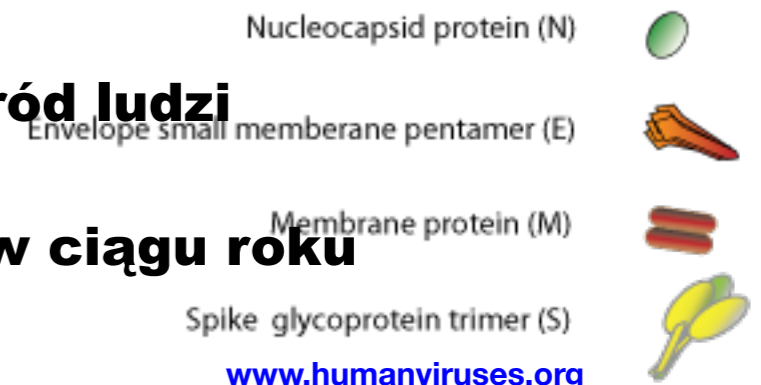 Nucleocapsid protein (N)
ród ludzi
Envelope small memberane pentamer (E)
Membrane protein (M)
w ciągu roku
Spike glycoprotein trimer (S)
www.humanviruses.org